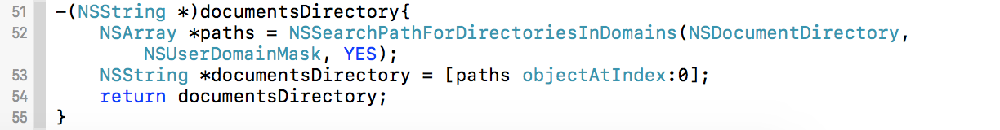 51 -(NSString *)documentsDirectory{
52     NSArray *paths = NSSearchPathForDirectoriesInDomains(NSDocumentDirectory,
            NSUserDomainMask, YES);
53     NSString *documentsDirectory = [paths objectAtIndex:0];
54     return documentsDirectory;
55 }